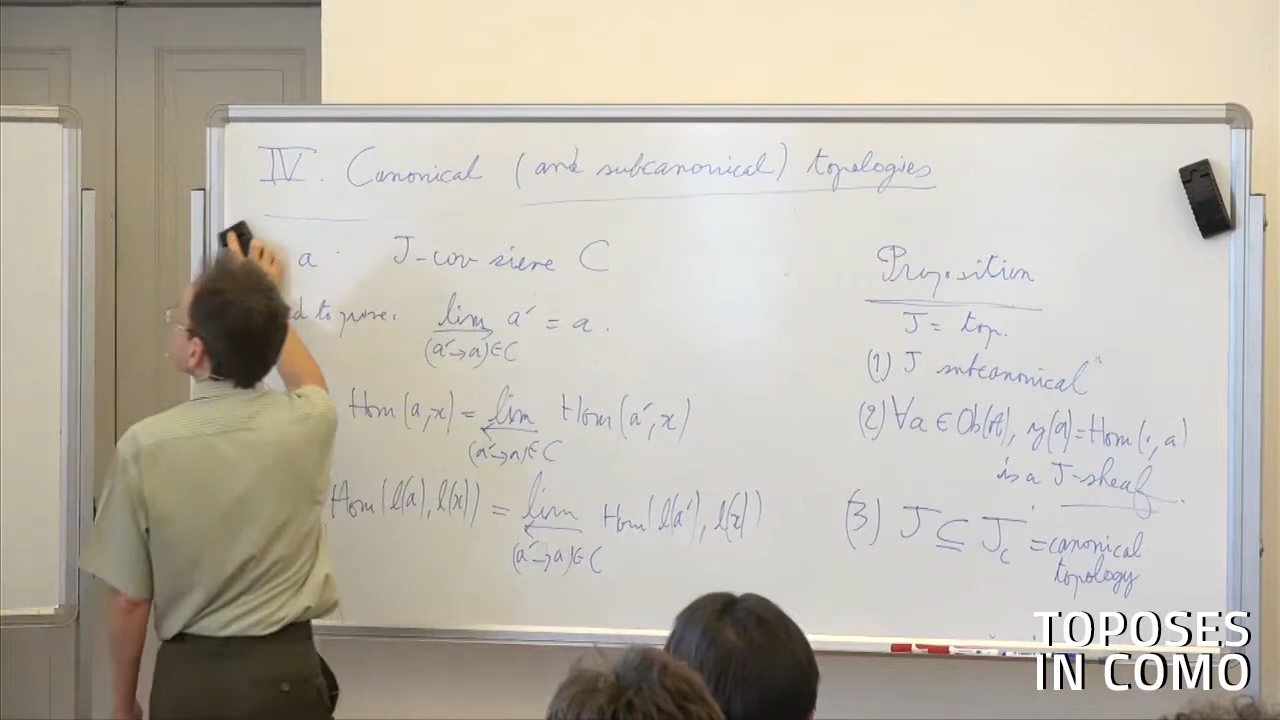 IV. Canonical (and subcanonical) topologies
a J-cov sieve C
d to prove: lim a' = a.
(a'→a)∈C
Hom(a,x) = lim Hom(a',x)
(a'→a)∈C
Hom(l(a), l(x)) = lim Hom(l(a'), l(x))
(a'→a)∈C
Proposition
J = top.
(1) J subcanonical
(2) ∀a ∈ Ob(A), y(a)=Hom(·, a)
is a J-sheaf.
(3) J ⊆ J_c = canonical
topology
TOPOSES
IN COMO